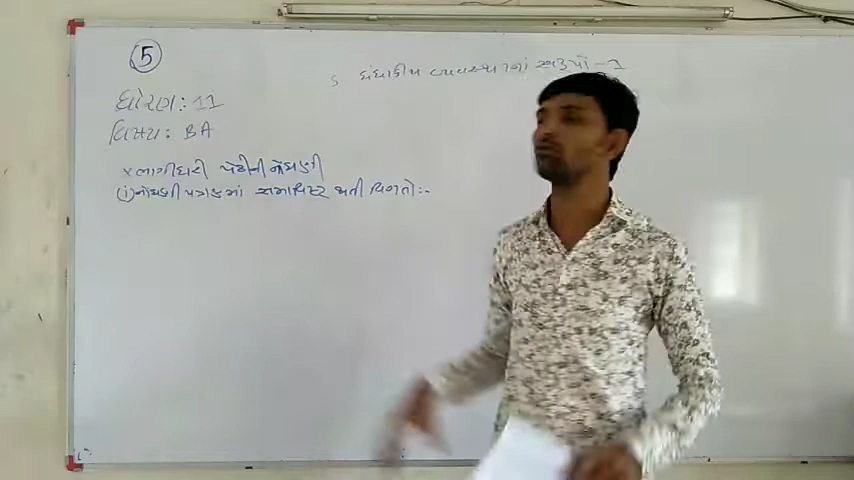 5
5 ધંધાકીય વ્યવસ્થાનાં સ્વરૂપો - 1
ધોરણ : 11
વિષય : BA
× ભાગીદારી પેઢીની નોંધણી
(i) નોંધણી પત્રકમાં સમાવિષ્ટ થતી વિગતો :-